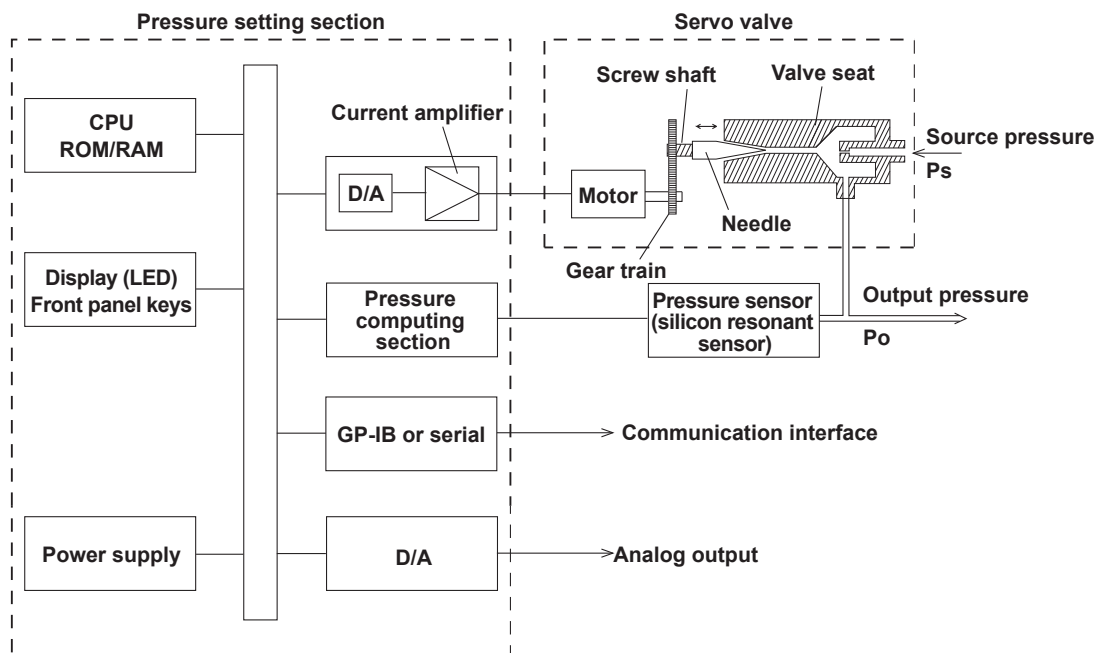 Pressure setting section
Servo valve
Screw shaft
Valve seat
CPU
ROM/RAM
Current amplifier
Source pressure
Ps
D/A
Motor
Needle
Gear train
Display (LED)
Front panel keys
Pressure
computing
section
Pressure sensor
(silicon resonant
sensor)
Output pressure
Po
GP-IB or serial
Communication interface
Power supply
D/A
Analog output